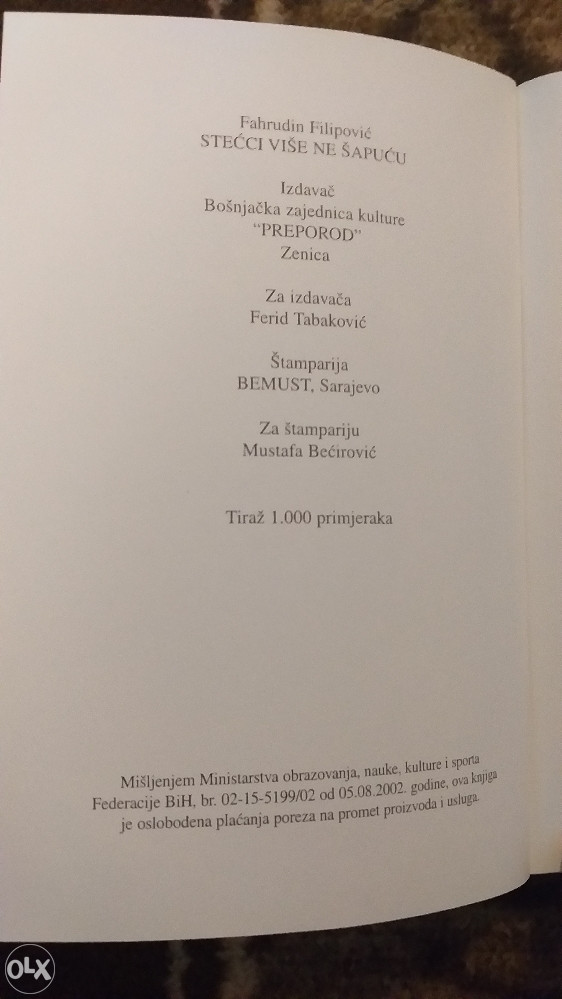 Fahrudin Filipović
STEĆCI VIŠE NE ŠAPUĆU
Izdavač
Bošnjačka zajednica kulture
“PREPOROD”
Zenica
Za izdavača
Ferid Tabaković
Štamparija
BEMUST, Sarajevo
Za štampariju
Mustafa Bećirović
Tiraž 1.000 primjeraka
Mišljenjem Ministarstva obrazovanja, nauke, kulture i sporta
Federacije BiH, br. 02-15-5199/02 od 05.08.2002. godine, ova knjiga
je oslobođena plaćanja poreza na promet proizvoda i usluga.
OLX